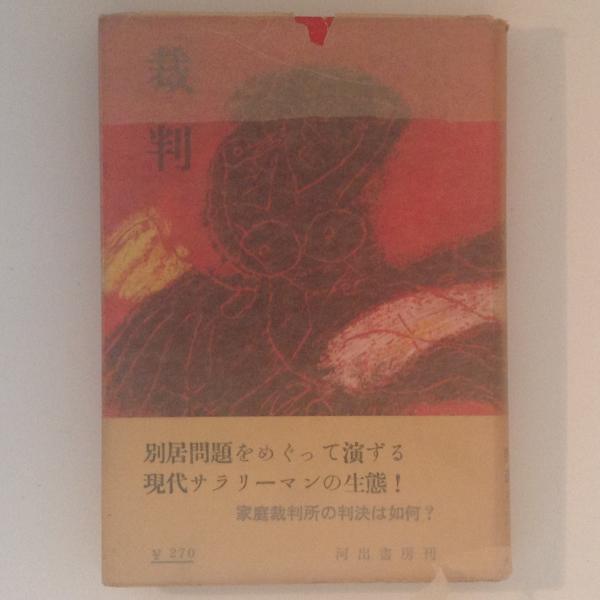 裁判
別居問題をめぐって演ずる
現代サラリーマンの生態!
家庭裁判所の判決は如何?
¥270
河出書房刊